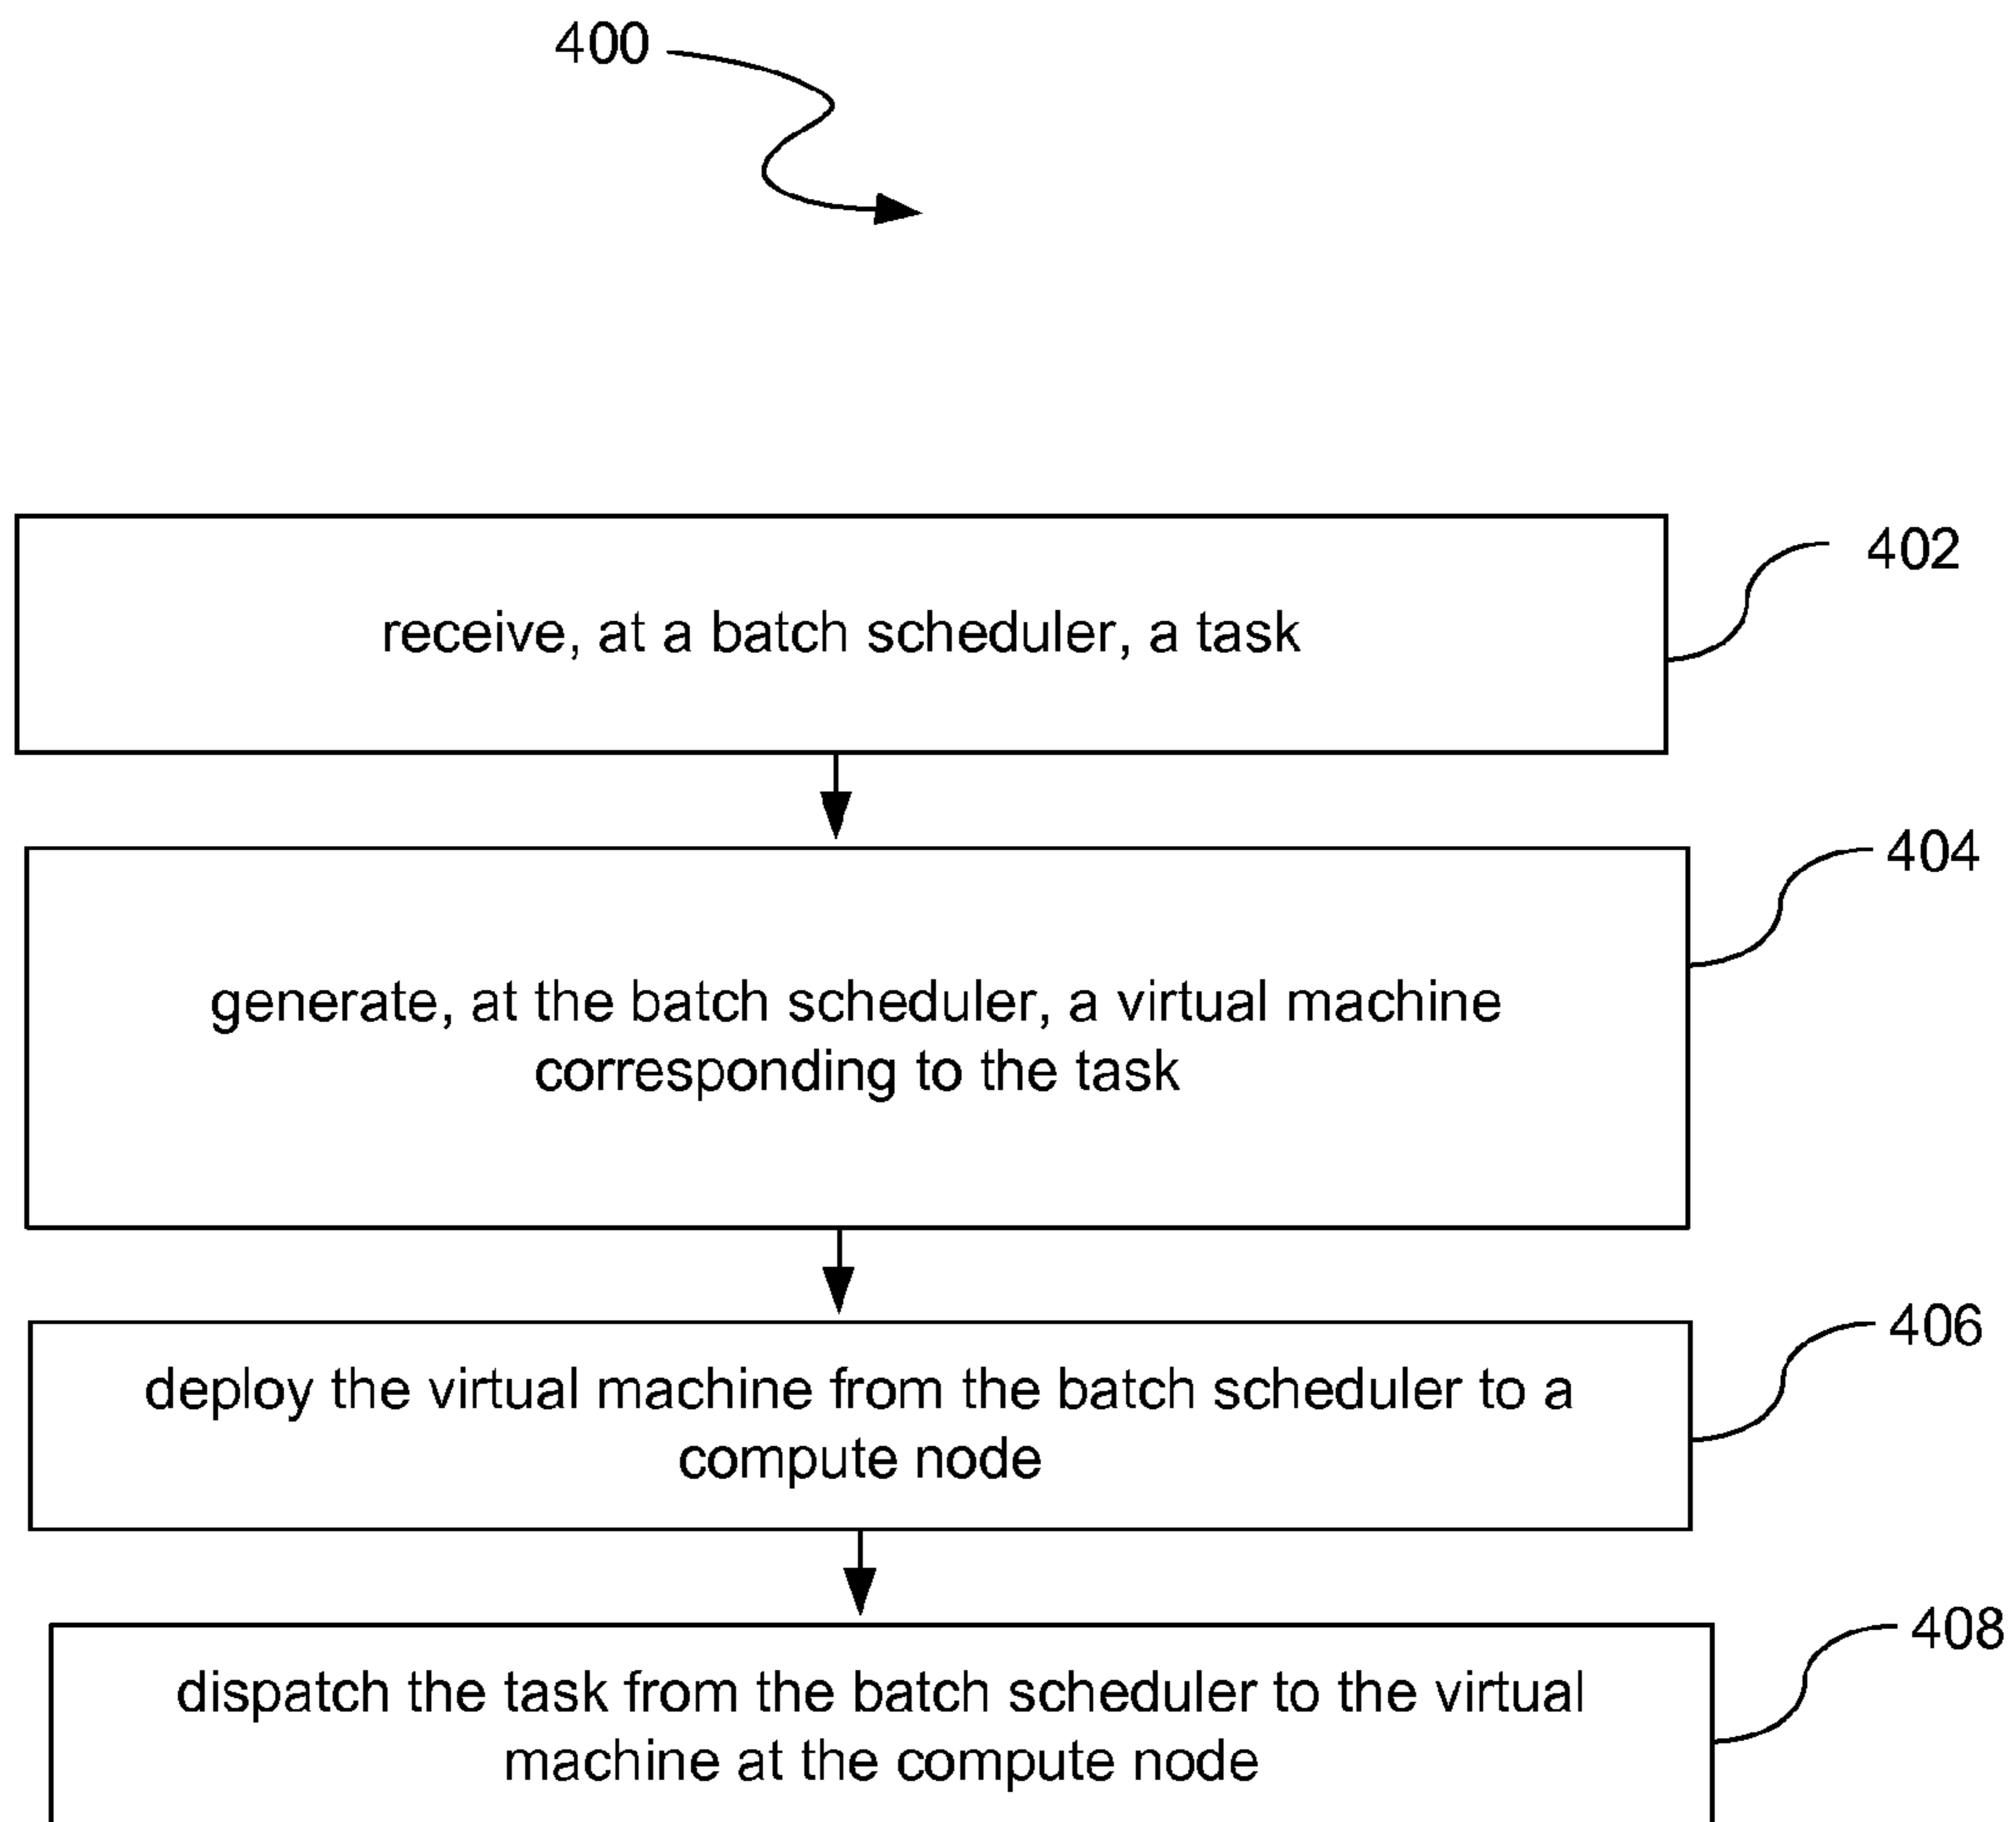 400
402
receive, at a batch scheduler, a task
404
generate, at the batch scheduler, a virtual machine
corresponding to the task
406
deploy the virtual machine from the batch scheduler to a
compute node
408
dispatch the task from the batch scheduler to the virtual
machine at the compute node